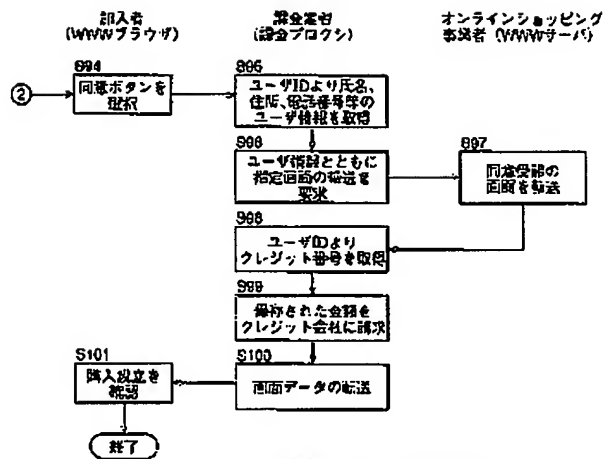 購入者
(WWWブラウザ)
課金業者
(課金プロクシ)
オンラインショッピング
事業者 (WWWサーバ)
②
S94
同意ボタンを
選択
S95
ユーザIDより氏名、
住所、電話番号等の
ユーザ情報を取得
S96
ユーザ情報とともに
指定画面の転送を
要求
S97
同意受諾の
画面を転送
S98
ユーザIDより
クレジット番号を取得
S99
保存された金額を
クレジット会社に請求
S100
画面データの転送
S101
購入成立を
確認
終了